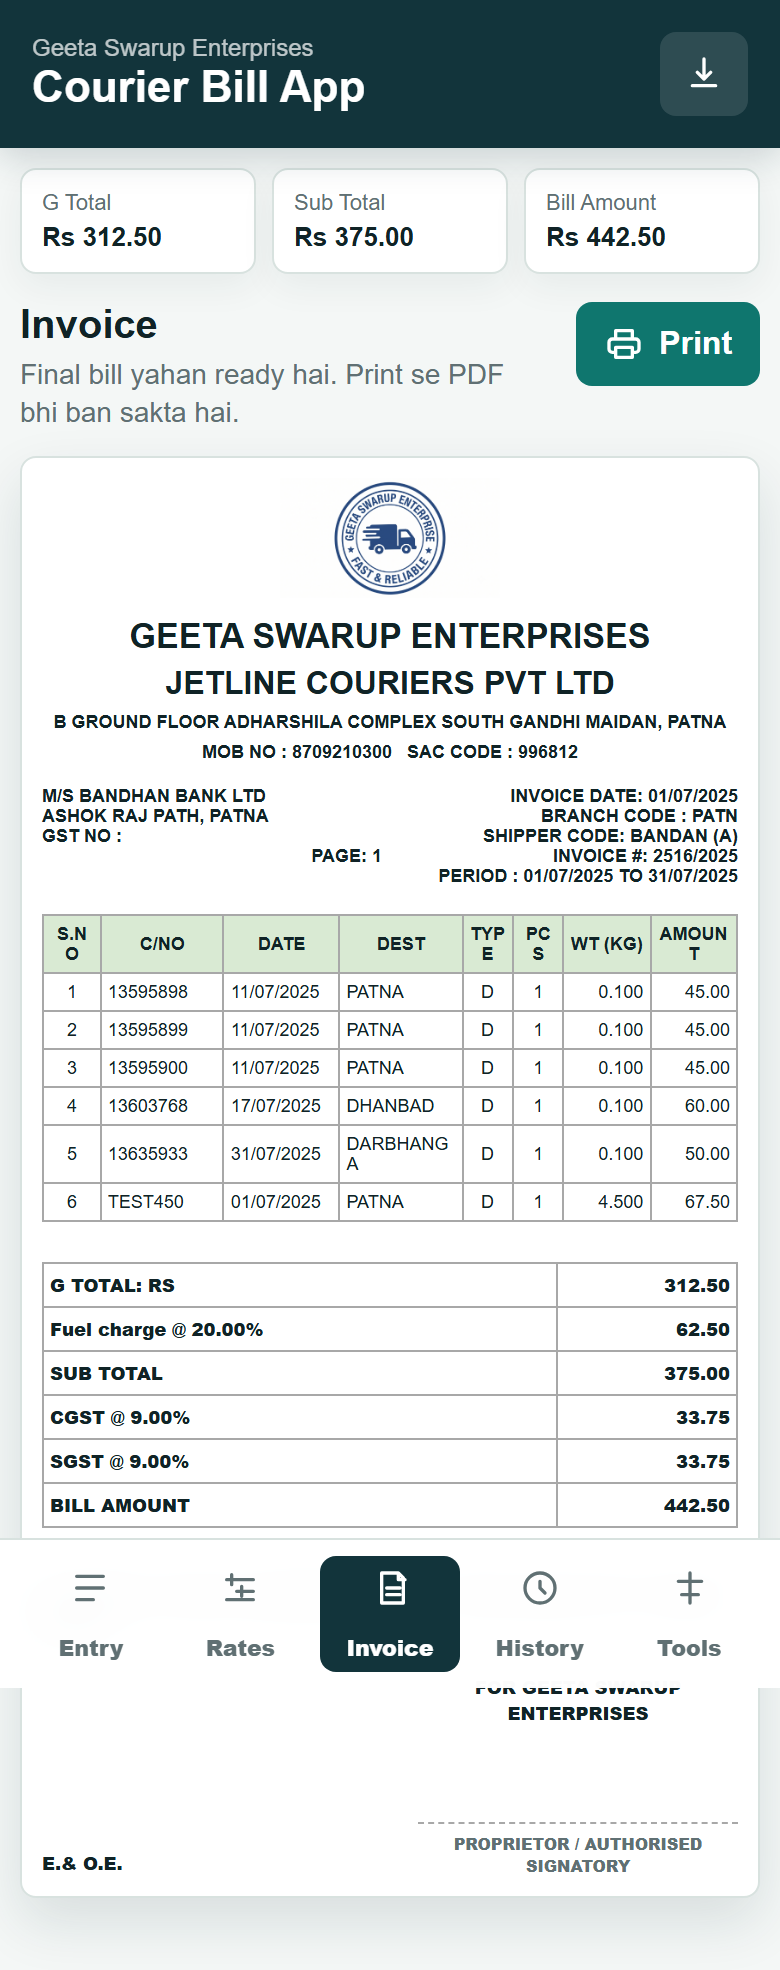 Geeta Swarup Enterprises
Courier Bill App
G Total
Rs 312.50
Sub Total
Rs 375.00
Bill Amount
Rs 442.50
Invoice
Print
Final bill yahan ready hai. Print se PDF
bhi ban sakta hai.
GEETA SWARUP ENTERPRISE
★ FAST & RELIABLE ★
GEETA SWARUP ENTERPRISES
JETLINE COURIERS PVT LTD
B GROUND FLOOR ADHARSHILA COMPLEX SOUTH GANDHI MAIDAN, PATNA
MOB NO : 8709210300 SAC CODE : 996812
M/S BANDHAN BANK LTD
ASHOK RAJ PATH, PATNA
GST NO :
PAGE: 1
INVOICE DATE: 01/07/2025
BRANCH CODE : PATN
SHIPPER CODE: BANDAN (A)
INVOICE #: 2516/2025
PERIOD : 01/07/2025 TO 31/07/2025
S.N
O C/NO DATE DEST TYP
E PC
S WT (KG) AMOUN
T
1 13595898 11/07/2025 PATNA D 1 0.100 45.00
2 13595899 11/07/2025 PATNA D 1 0.100 45.00
3 13595900 11/07/2025 PATNA D 1 0.100 45.00
4 13603768 17/07/2025 DHANBAD D 1 0.100 60.00
5 13635933 31/07/2025 DARBHANG
A D 1 0.100 50.00
6 TEST450 01/07/2025 PATNA D 1 4.500 67.50
G TOTAL: RS 312.50
Fuel charge @ 20.00% 62.50
SUB TOTAL 375.00
CGST @ 9.00% 33.75
SGST @ 9.00% 33.75
BILL AMOUNT 442.50
Entry Rates Invoice History Tools
FOR GEETA SWARUP
ENTERPRISES
E.& O.E.
PROPRIETOR / AUTHORISED
SIGNATORY